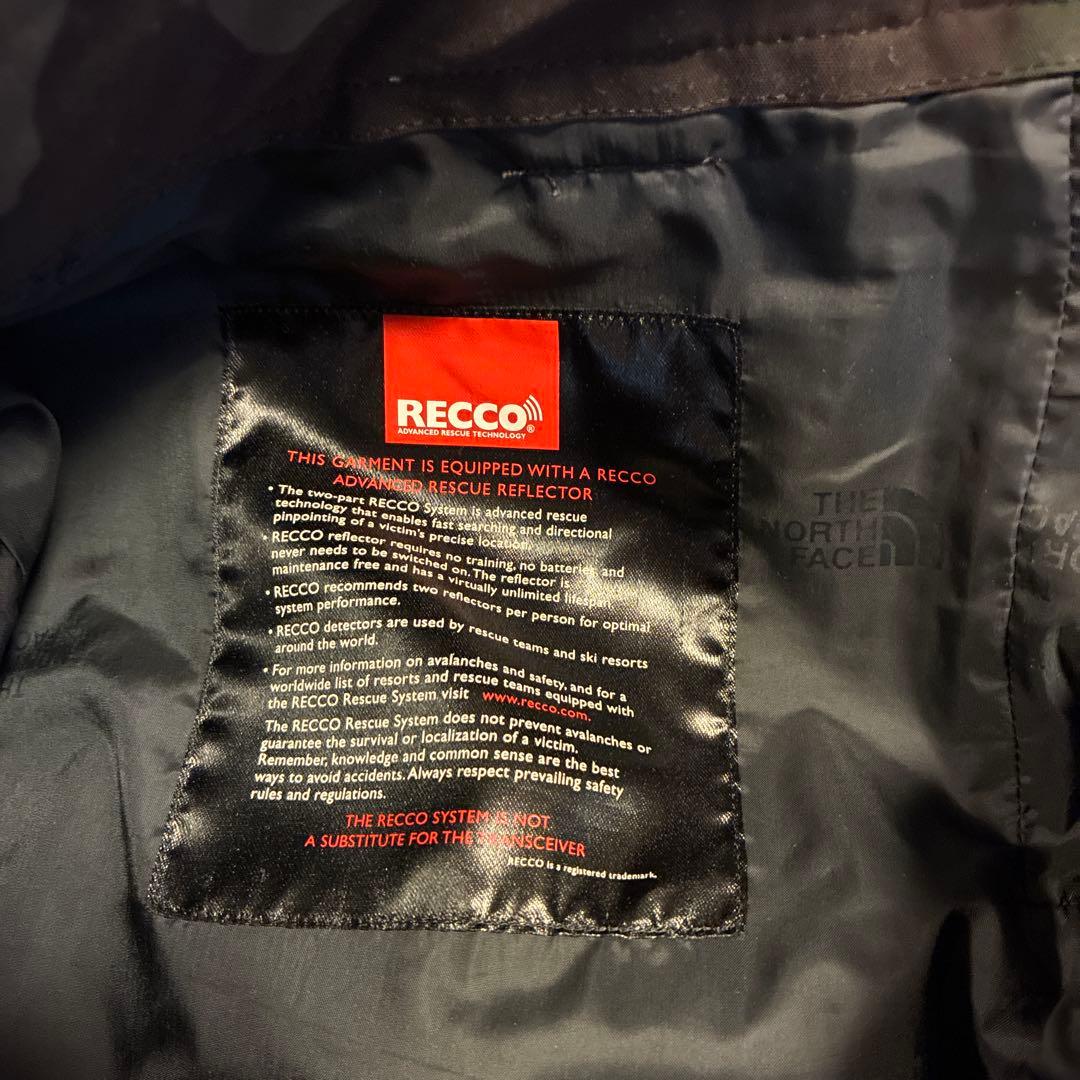 RECCO®
ADVANCED RESCUE TECHNOLOGY
THIS GARMENT IS EQUIPPED WITH A RECCO
ADVANCED RESCUE REFLECTOR
• The two-part RECCO System is advanced rescue
technology that enables fast searching and directional
pinpointing of a victim's precise location.
• RECCO reflector requires no training, no batteries, and
never needs to be switched on. The reflector is
maintenance free and has a virtually unlimited lifespan
• RECCO recommends two reflectors per person for optimal
system performance.
• RECCO detectors are used by rescue teams and ski resorts
around the world.
• For more information on avalanches and safety, and for a
worldwide list of resorts and rescue teams equipped with
the RECCO Rescue System visit www.recco.com.
The RECCO Rescue System does not prevent avalanches or
guarantee the survival or localization of a victim.
Remember, knowledge and common sense are the best
ways to avoid accidents. Always respect prevailing safety
rules and regulations.
THE RECCO SYSTEM IS NOT
A SUBSTITUTE FOR THE TRANSCEIVER
RECCO is a registered trademark.
THE
NORTH
FACE